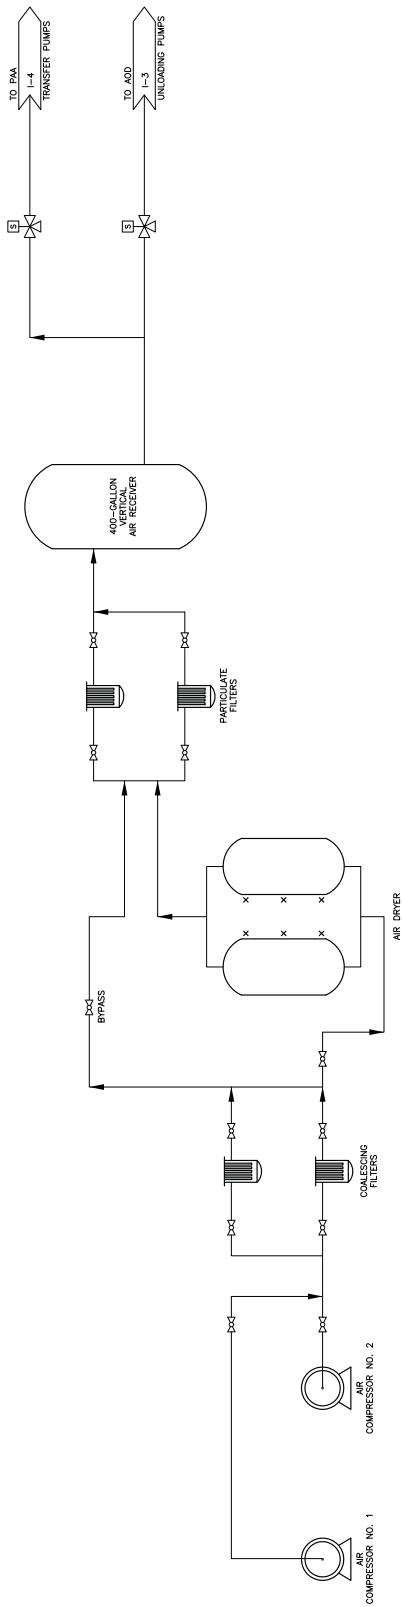 AIR
COMPRESSOR NO. 1
AIR
COMPRESSOR NO. 2
COALESCING
FILTERS
BYPASS
AIR DRYER
PARTICULATE
FILTERS
400-GALLON
VERTICAL
AIR RECEIVER
S
S
TO PAA
I-4
TRANSFER PUMPS
TO AOD
I-3
UNLOADING PUMPS